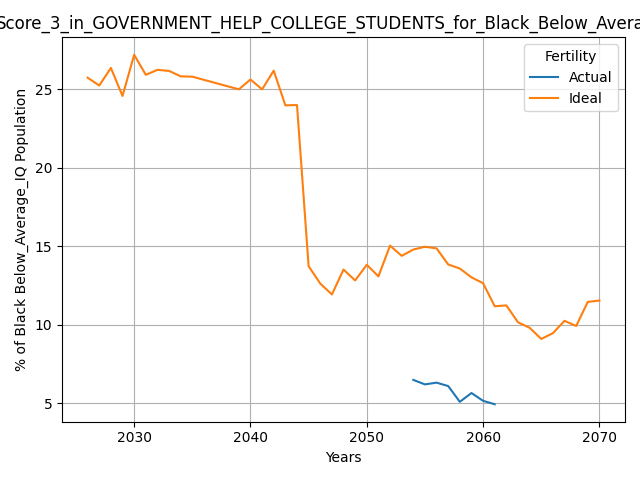 Score_3_in_GOVERNMENT_HELP_COLLEGE_STUDENTS_for_Black_Below_Avera
Fertility
Actual
Ideal
% of Black Below_Average_IQ Population
25
20
15
10
5
2030 2040 2050 2060 2070
Years